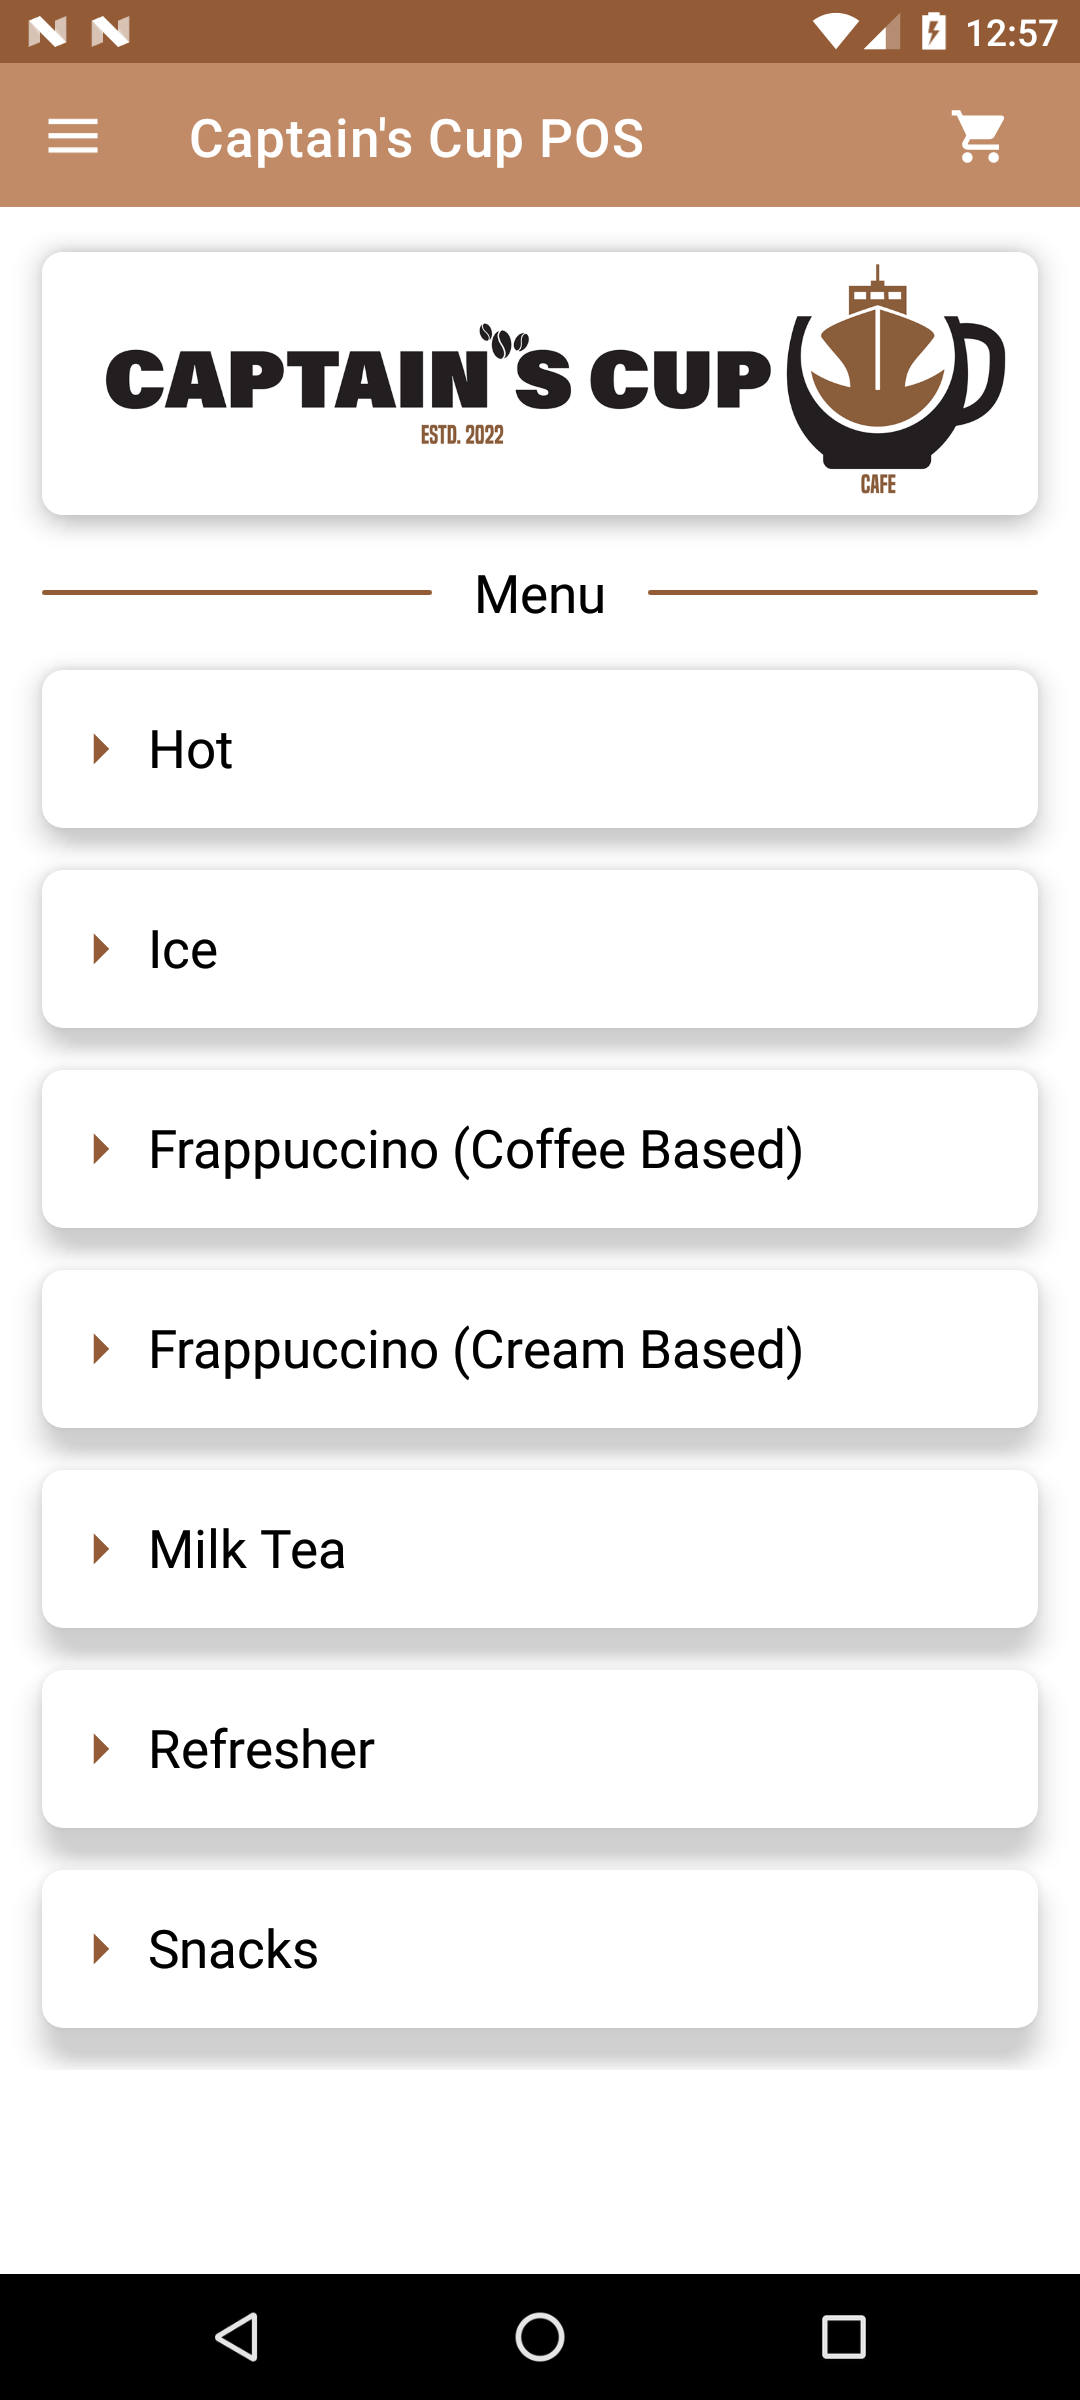 12:57
Captain's Cup POS
CAPTAIN'S CUP
ESTD. 2022
CAFE
Menu
Hot
Ice
Frappuccino (Coffee Based)
Frappuccino (Cream Based)
Milk Tea
Refresher
Snacks